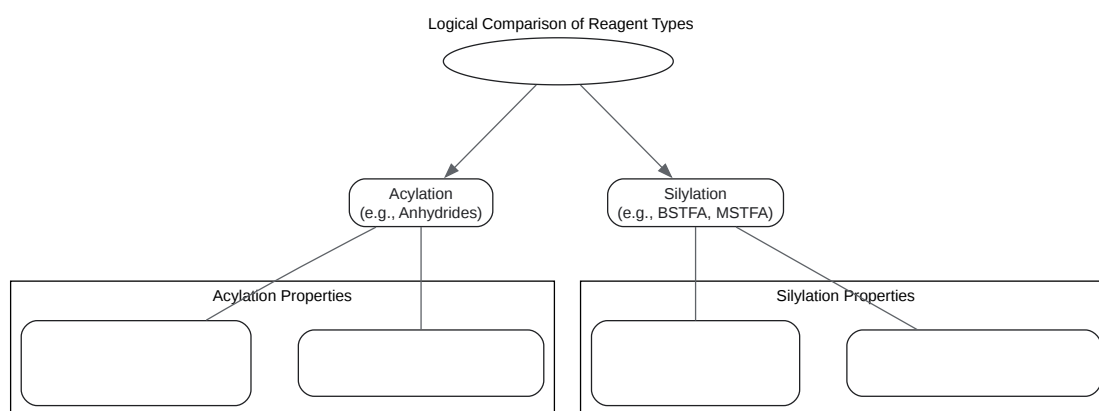 Logical Comparison of Reagent Types
Acylation
(e.g., Anhydrides)
Silylation
(e.g., BSTFA, MSTFA)
Acylation Properties
Silylation Properties